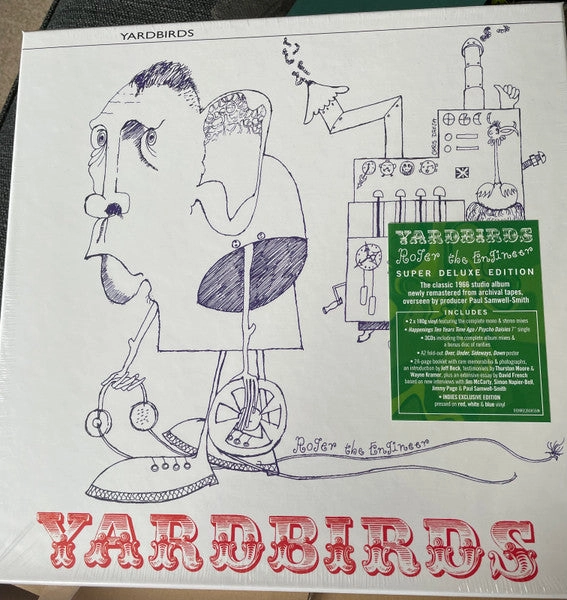 YARDBIRDS
CHRIS DREJA
YARDBIRDS
Roger the Engineer
SUPER DELUXE EDITION
The classic 1966 studio album
newly remastered from archival tapes,
overseen by producer Paul Samwell-Smith
INCLUDES
• 2 x 180g vinyl featuring the complete mono & stereo mixes
• Happenings Ten Years Time Ago / Psycho Daisies 7" single
• 3CDs including the complete album mixes &
a bonus disc of rarities
• A2 fold-out Over, Under, Sideways, Down poster
• 24-page booklet with rare memorabilia & photographs,
an introduction by Jeff Beck, testimonials by Thurston Moore &
Wayne Kramer, plus an extensive essay by David French
based on new interviews with Jim McCarty, Simon Napier-Bell,
Jimmy Page & Paul Samwell-Smith
• INDIES EXCLUSIVE EDITION
pressed on red, white & blue vinyl
Roger the Engineer
YARDBIRDS